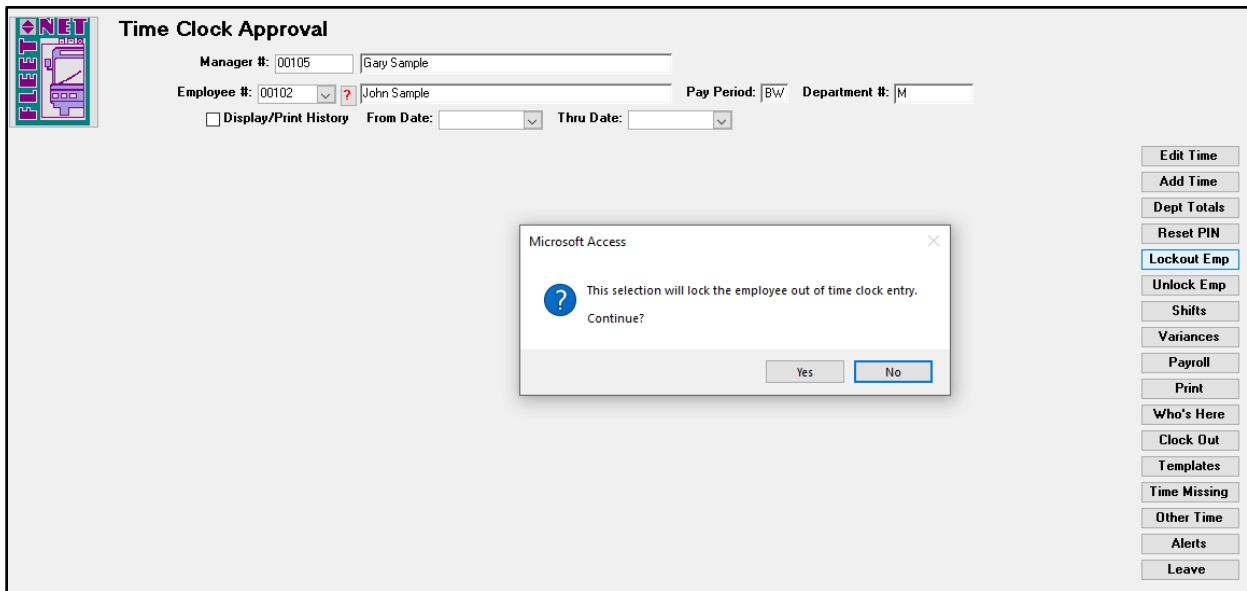 FLEET NET
Time Clock Approval
Manager #: 00105 Gary Sample
Employee #: 00102 ? John Sample Pay Period: BW Department #: M
Display/Print History From Date: Thru Date:
Edit Time
Add Time
Dept Totals
Reset PIN
Lockout Emp
Unlock Emp
Shifts
Variances
Payroll
Print
Who's Here
Clock Out
Templates
Time Missing
Other Time
Alerts
Leave
Microsoft Access
This selection will lock the employee out of time clock entry.
Continue?
Yes No